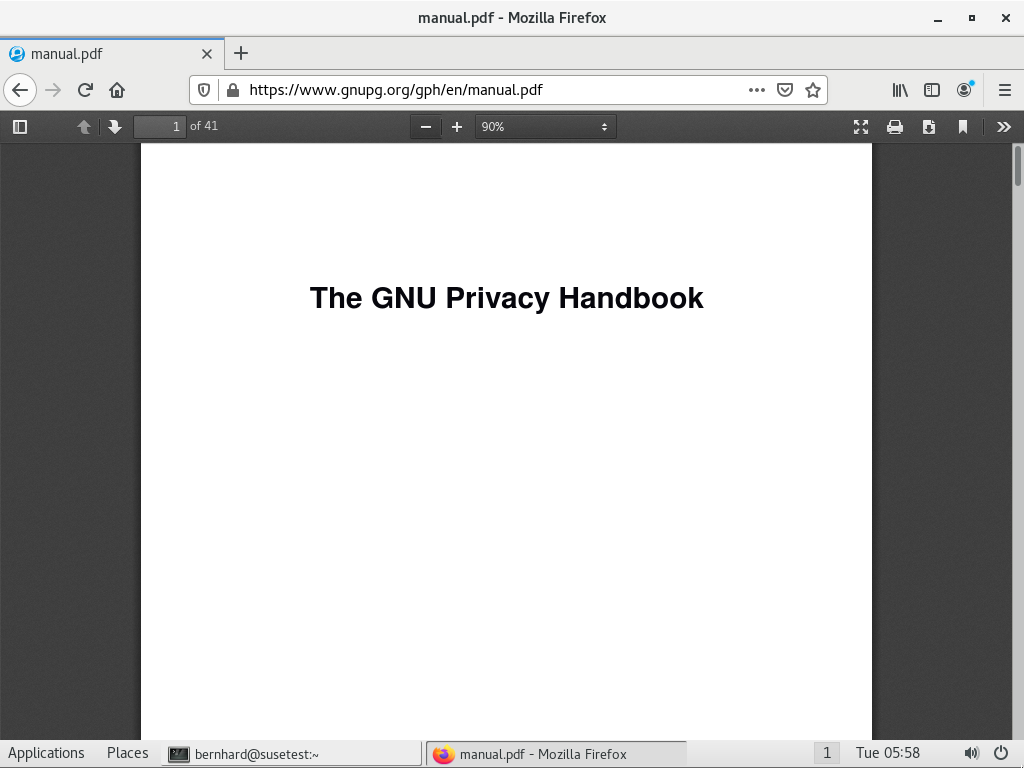 manual.pdf - Mozilla Firefox
manual.pdf
https://www.gnupg.org/gph/en/manual.pdf
1 of 41
90%
The GNU Privacy Handbook
Applications
Places
bernhard@susetest:~
manual.pdf - Mozilla Firefox
1
Tue 05:58